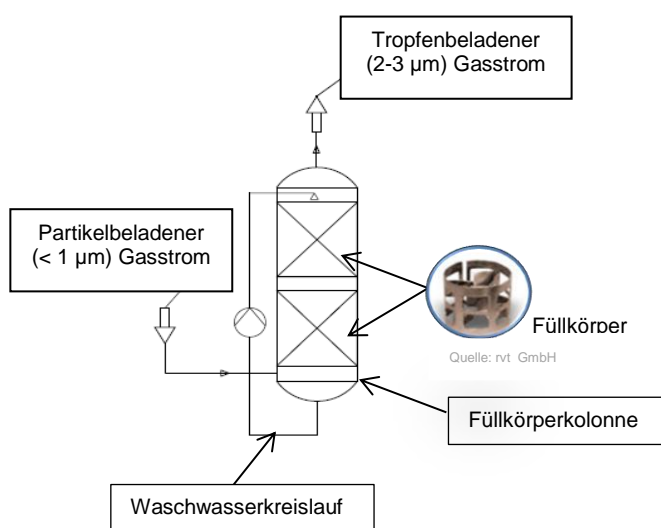 Tropfenbeladener
(2-3 µm) Gasstrom
Partikelbeladener
(< 1 µm) Gasstrom
Füllkörper
Quelle: rvt GmbH
Füllkörperkolonne
Waschwasserkreislauf